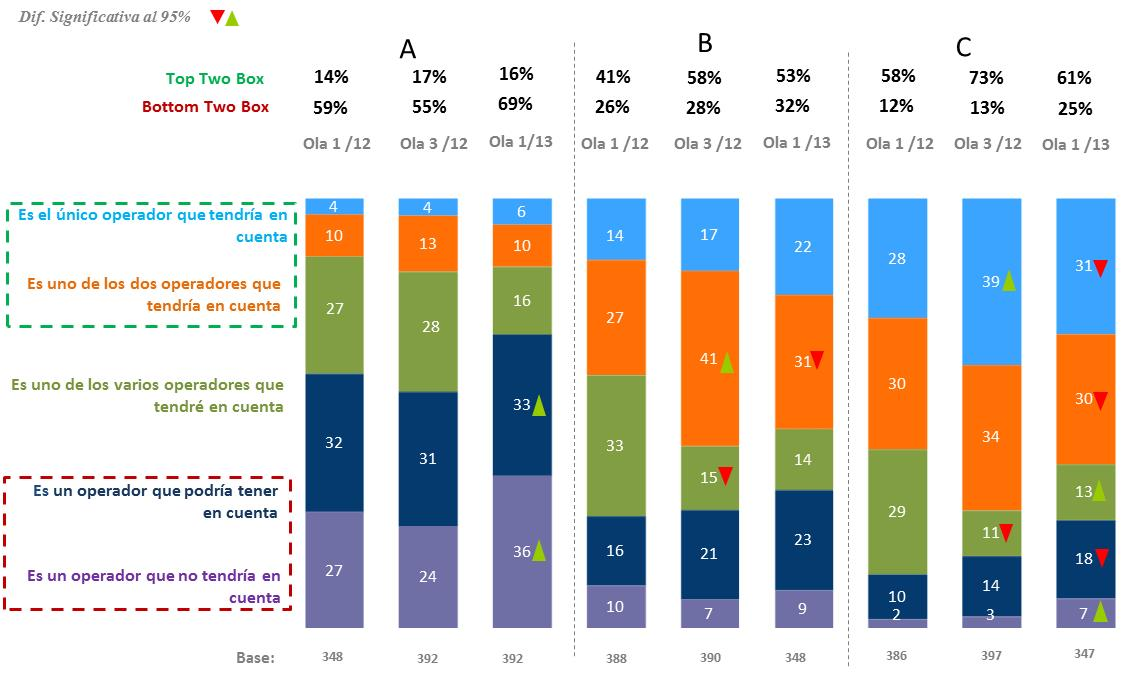 Dif. Significativa al 95%
A B C
Top Two Box 14% 17% 16% 41% 58% 53% 58% 73% 61%
Bottom Two Box 59% 55% 69% 26% 28% 32% 12% 13% 25%
Ola 1 /12 Ola 3 /12 Ola 1/13 Ola 1 /12 Ola 3 /12 Ola 1 /13 Ola 1 /12 Ola 3 /12 Ola 1 /13
Es el único operador que tendría en
cuenta
4 4 6 14 17 22 28 39 31
Es uno de los dos operadores que
tendría en cuenta
10 13 10 27 41 31 30 34 30
Es uno de los varios operadores que
tendré en cuenta
27 28 16 33 15 14 29 11 13
Es un operador que podría tener
en cuenta
32 31 33 16 21 23 10 14 18
Es un operador que no tendría en
cuenta
27 24 36 10 7 9 2 3 7
Base: 348 392 392 388 390 348 386 397 347